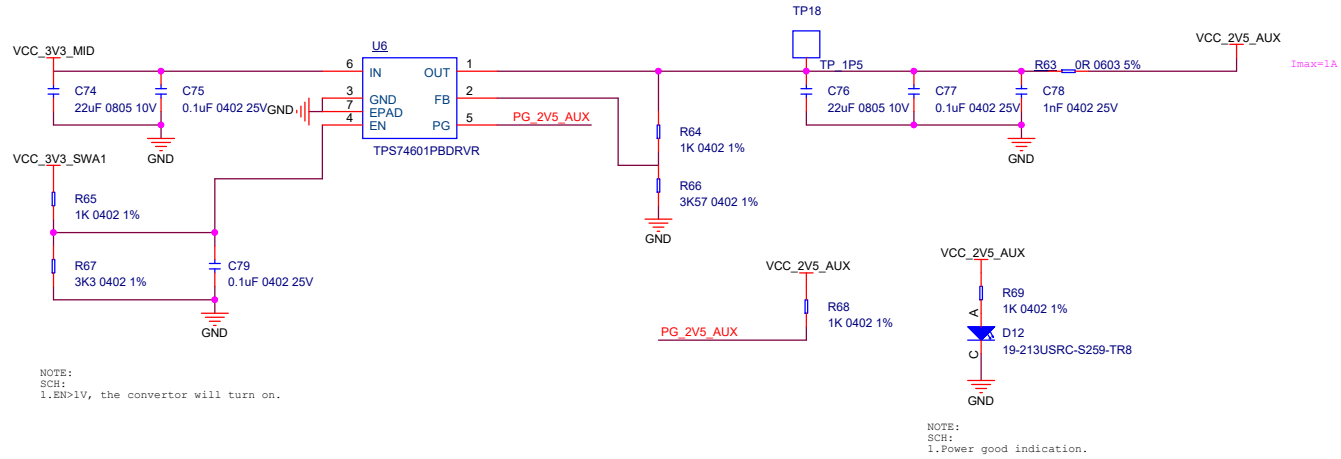 TP18
VCC_3V3_MID
U6
VCC_2V5_AUX
6 IN OUT 1
TP_1P5
R63 0R 0603 5%
Imax=1A
C74
22uF 0805 10V
C75
0.1uF 0402 25V
GND
3 GND FB 2
7 EPAD
4 EN PG 5
PG_2V5_AUX
C76
22uF 0805 10V
C77
0.1uF 0402 25V
C78
1nF 0402 25V
TPS74601PBDRVR
R64
1K 0402 1%
GND
GND
VCC_3V3_SWA1
R65
1K 0402 1%
R66
3K57 0402 1%
GND
R67
3K3 0402 1%
C79
0.1uF 0402 25V
GND
VCC_2V5_AUX
R68
1K 0402 1%
PG_2V5_AUX
VCC_2V5_AUX
R69
1K 0402 1%
A
D12
19-213USRC-S259-TR8
C
GND
NOTE:
SCH:
1.EN>1V, the convertor will turn on.
NOTE:
SCH:
1.Power good indication.